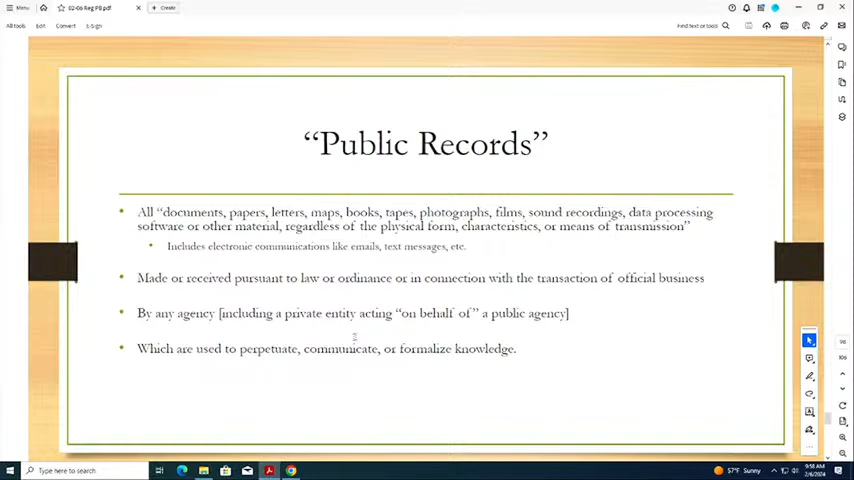 Menu
02-06 Reg PB.pdf
Create
All tools
Edit
Convert
E-Sign
Find text or tools
“Public Records”
All “documents, papers, letters, maps, books, tapes, photographs, films, sound recordings, data processing
software or other material, regardless of the physical form, characteristics, or means of transmission”
Includes electronic communications like emails, text messages, etc.
Made or received pursuant to law or ordinance or in connection with the transaction of official business
By any agency [including a private entity acting “on behalf of” a public agency]
Which are used to perpetuate, communicate, or formalize knowledge.
98
106
Type here to search
57°F Sunny
9:58 AM
2/6/2024